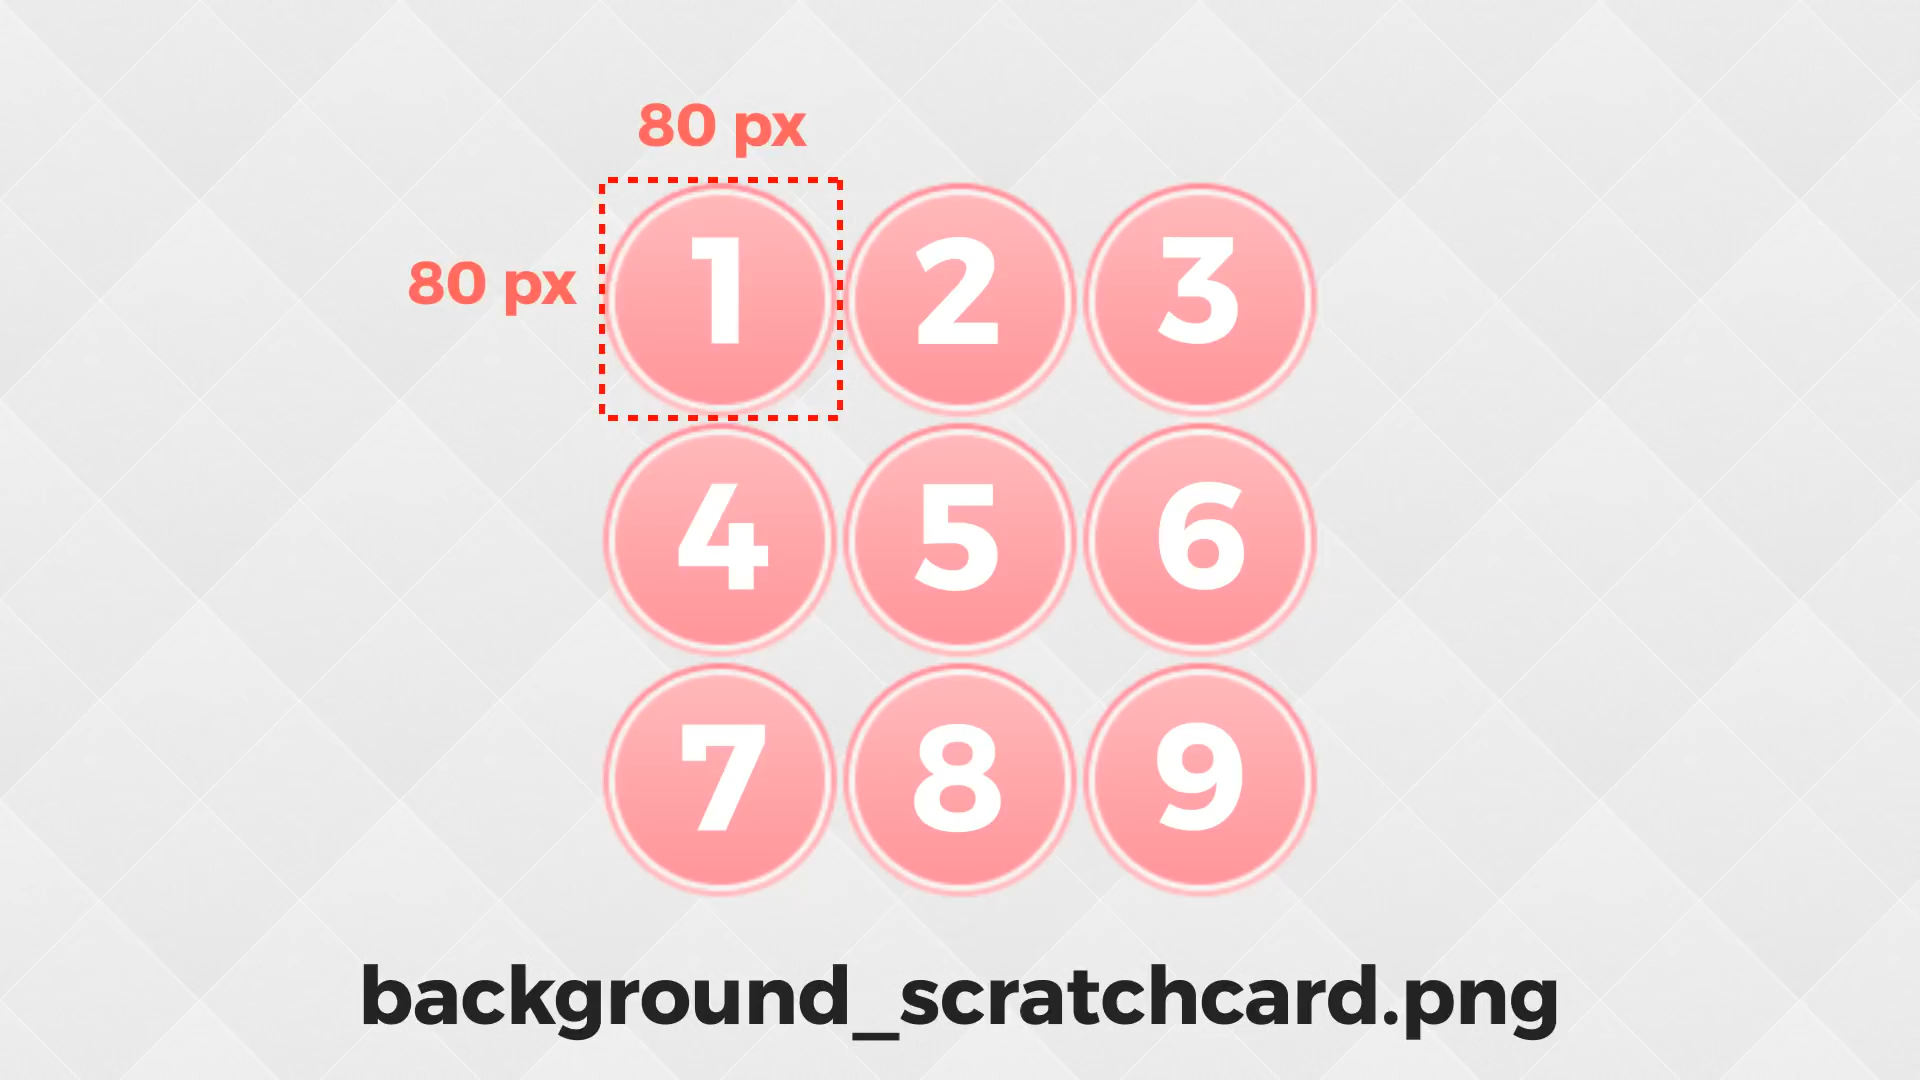 80 px
80 px
1 2 3
4 5 6
7 8 9
background_scratchcard.png